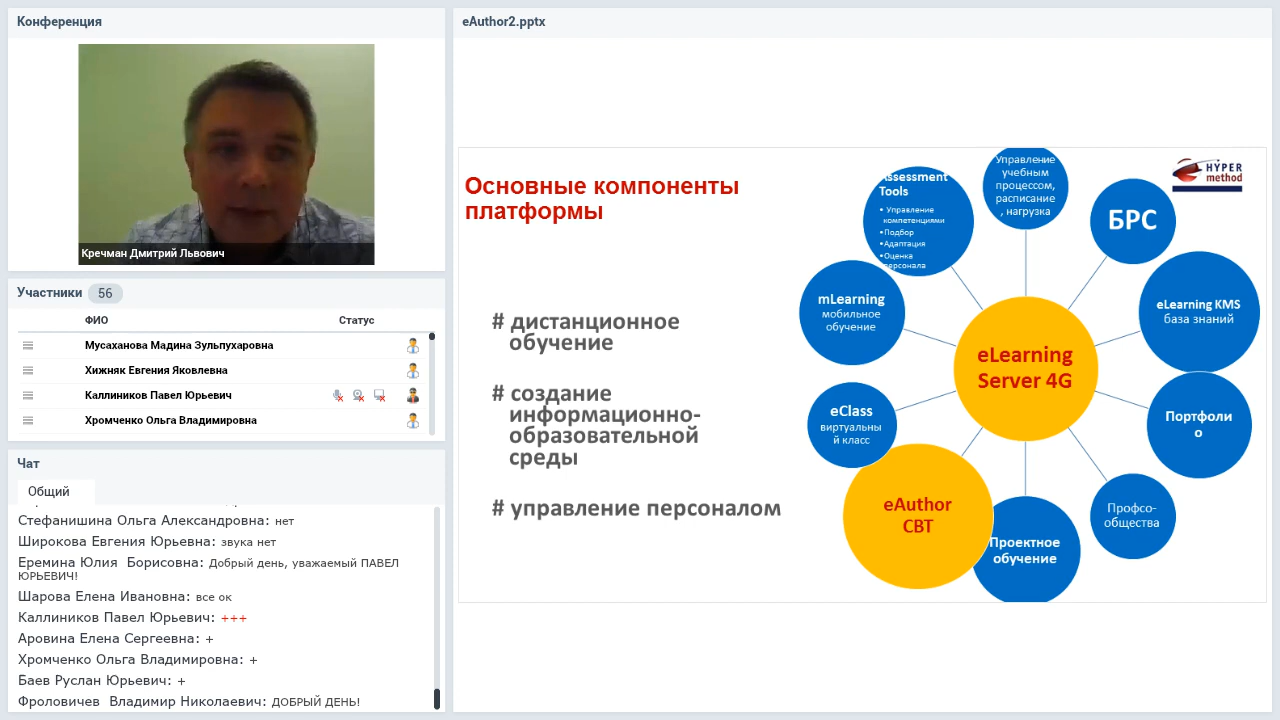 Конференция
Кречман Дмитрий Львович
Участники 56
ФИО Статус
Мусаханова Мадина Зульпухаровна
Хижняк Евгения Яковлевна
Каллиников Павел Юрьевич
Хромченко Ольга Владимировна
Чат
Общий
Стефанишина Ольга Александровна: нет
Широкова Евгения Юрьевна: звука нет
Еремина Юлия Борисовна: Добрый день, уважаемый ПАВЕЛ
ЮРЬЕВИЧ!
Шарова Елена Ивановна: все ок
Каллиников Павел Юрьевич: +++
Аровина Елена Сергеевна: +
Хромченко Ольга Владимировна: +
Баев Руслан Юрьевич: +
Фроловичев Владимир Николаевич: ДОБРЫЙ ДЕНЬ!
eAuthor2.pptx
Основные компоненты
платформы
# дистанционное
обучение
# создание
информационно-
образовательной
среды
# управление персоналом
HYPER
method
Управление
учебным
процессом,
расписание
, нагрузка
БРС
eLearning KMS
база знаний
Портфоли
о
Профсо-
общества
Проектное
обучение
eAuthor
CBT
eClass
виртуальны
й класс
mLearning
мобильное
обучение
Assessment
Tools
• Управление
компетенциями
• Подбор
• Адаптация
• Оценка
персонала
eLearning
Server 4G